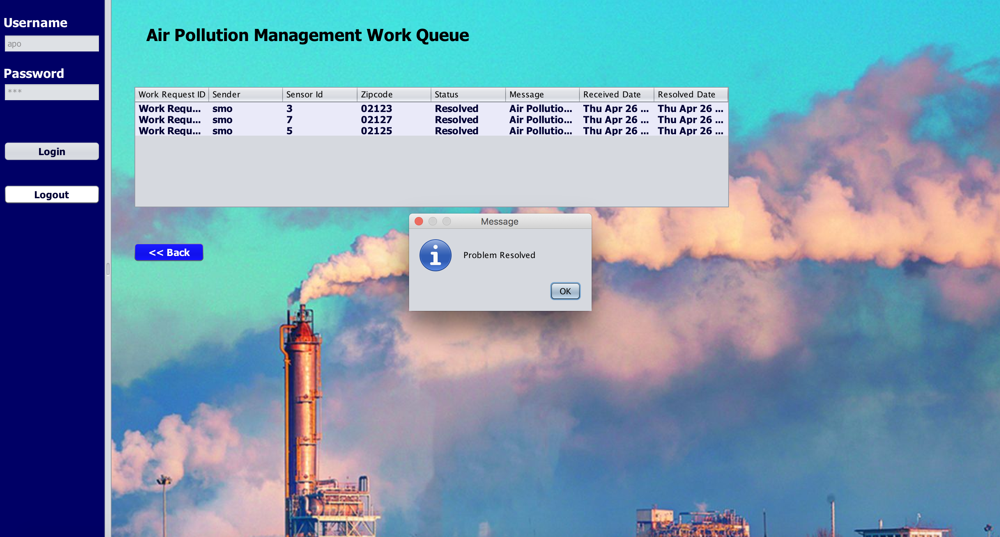 Username
apo
Password
***
Login
Logout
Air Pollution Management Work Queue
Work Request ID Sender Sensor Id Zipcode Status Message Received Date Resolved Date
Work Requ... smo 3 02123 Resolved Air Pollutio... Thu Apr 26 ... Thu Apr 26 ...
Work Requ... smo 7 02127 Resolved Air Pollutio... Thu Apr 26 ... Thu Apr 26 ...
Work Requ... smo 5 02125 Resolved Air Pollutio... Thu Apr 26 ... Thu Apr 26 ...
Message
Problem Resolved
OK
<< Back